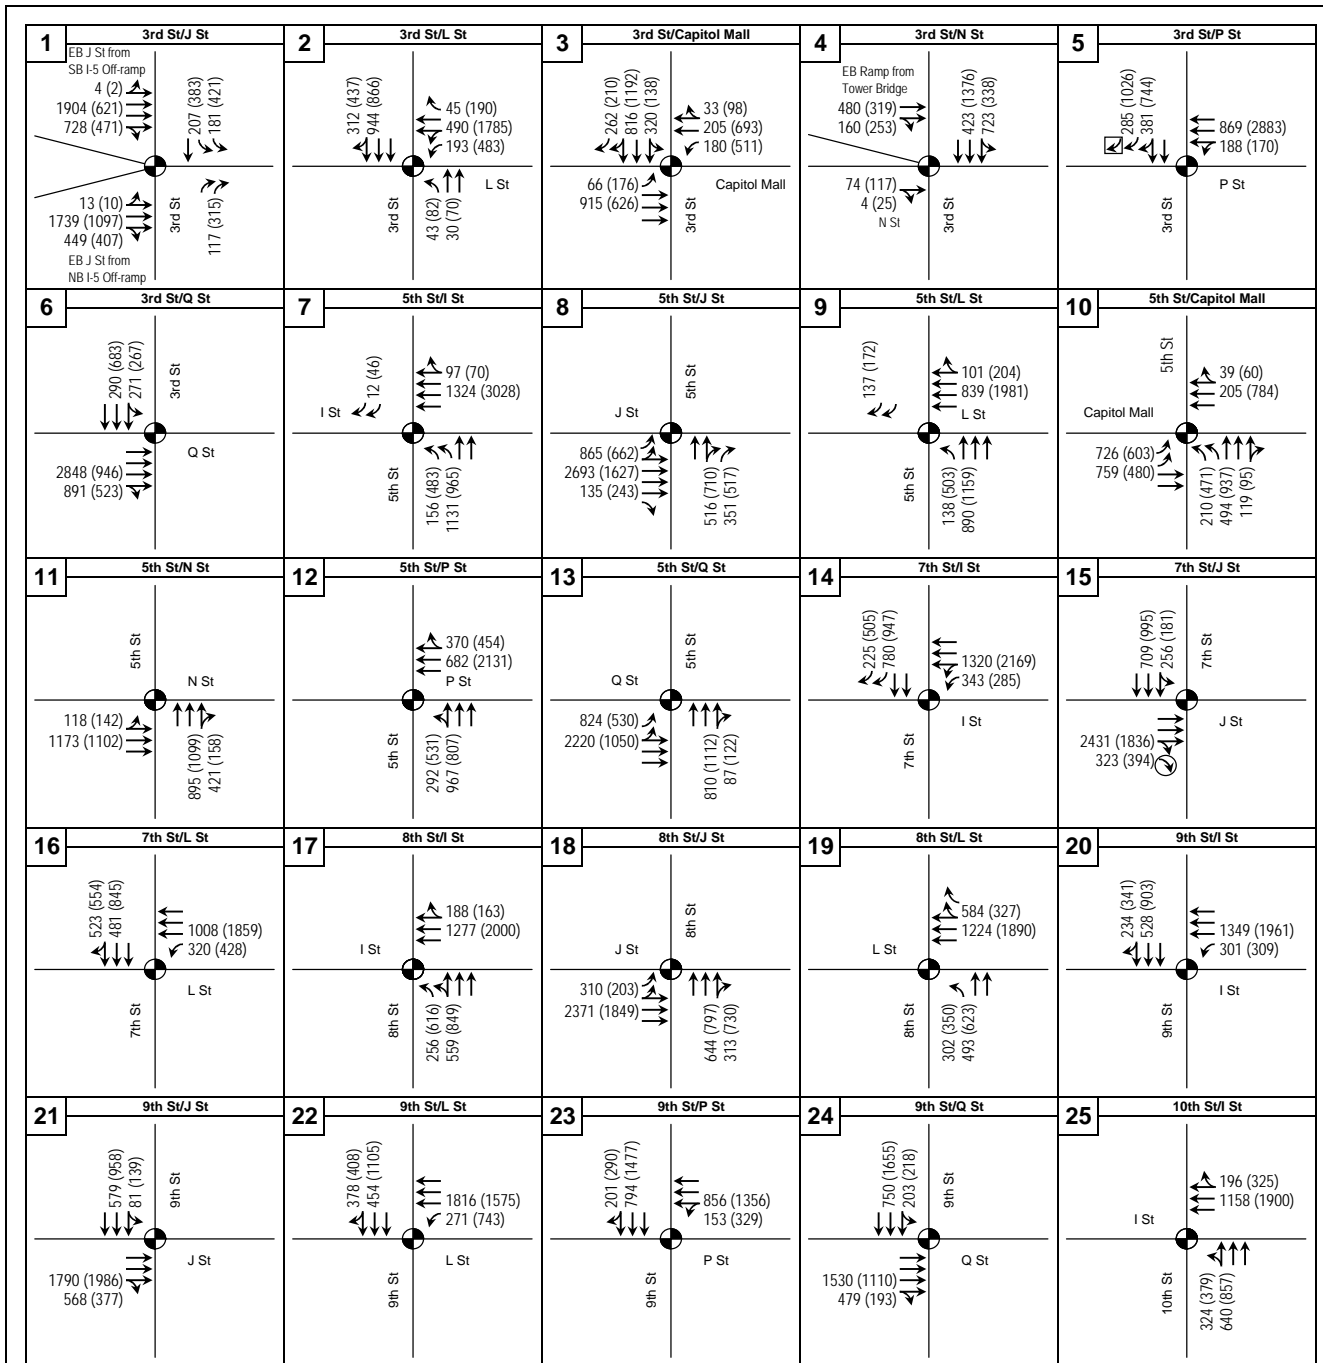 1
3rd St/J St
EB J St from
SB I-5 Off-ramp
4 (2)
1904 (621)
728 (471)
207 (383)
181 (421)
13 (10)
1739 (1097)
449 (407)
3rd St
117 (315)
EB J St from
NB I-5 Off-ramp
2
3rd St/L St
312 (437)
944 (866)
45 (190)
490 (1785)
193 (483)
L St
3rd St
43 (82)
30 (70)
3
3rd St/Capitol Mall
262 (210)
816 (1192)
320 (138)
33 (98)
205 (693)
180 (511)
66 (176)
915 (626)
Capitol Mall
3rd St
4
3rd St/N St
EB Ramp from
Tower Bridge
480 (319)
160 (253)
423 (1376)
723 (338)
74 (117)
4 (25)
N St
3rd St
5
3rd St/P St
285 (1026)
381 (744)
869 (2883)
188 (170)
P St
3rd St
6
3rd St/Q St
290 (683)
271 (267)
3rd St
Q St
2848 (946)
891 (523)
7
5th St/I St
12 (46)
97 (70)
1324 (3028)
I St
5th St
156 (483)
1131 (965)
8
5th St/J St
5th St
J St
865 (662)
2693 (1627)
135 (243)
516 (710)
351 (517)
9
5th St/L St
137 (172)
101 (204)
839 (1981)
L St
5th St
138 (503)
890 (1159)
10
5th St/Capitol Mall
5th St
39 (60)
205 (784)
Capitol Mall
726 (603)
759 (480)
210 (471)
494 (937)
119 (95)
11
5th St/N St
5th St
N St
118 (142)
1173 (1102)
895 (1099)
421 (158)
12
5th St/P St
370 (454)
682 (2131)
P St
5th St
292 (531)
967 (807)
13
5th St/Q St
5th St
Q St
824 (530)
2220 (1050)
810 (1112)
87 (122)
14
7th St/I St
225 (505)
780 (947)
1320 (2169)
343 (285)
I St
7th St
15
7th St/J St
709 (995)
256 (181)
7th St
J St
2431 (1836)
323 (394)
16
7th St/L St
523 (554)
481 (845)
1008 (1859)
320 (428)
L St
7th St
17
8th St/I St
188 (163)
1277 (2000)
I St
8th St
256 (616)
559 (849)
18
8th St/J St
8th St
J St
310 (203)
2371 (1849)
644 (797)
313 (730)
19
8th St/L St
584 (327)
1224 (1890)
L St
8th St
302 (350)
493 (623)
20
9th St/I St
234 (341)
528 (903)
1349 (1961)
301 (309)
I St
9th St
21
9th St/J St
579 (958)
81 (139)
9th St
J St
1790 (1986)
568 (377)
22
9th St/L St
378 (408)
454 (1105)
1816 (1575)
271 (743)
L St
9th St
23
9th St/P St
201 (290)
794 (1477)
856 (1356)
153 (329)
P St
9th St
24
9th St/Q St
750 (1655)
203 (218)
9th St
Q St
1530 (1110)
479 (193)
25
10th St/I St
196 (325)
1158 (1900)
I St
10th St
324 (379)
640 (857)